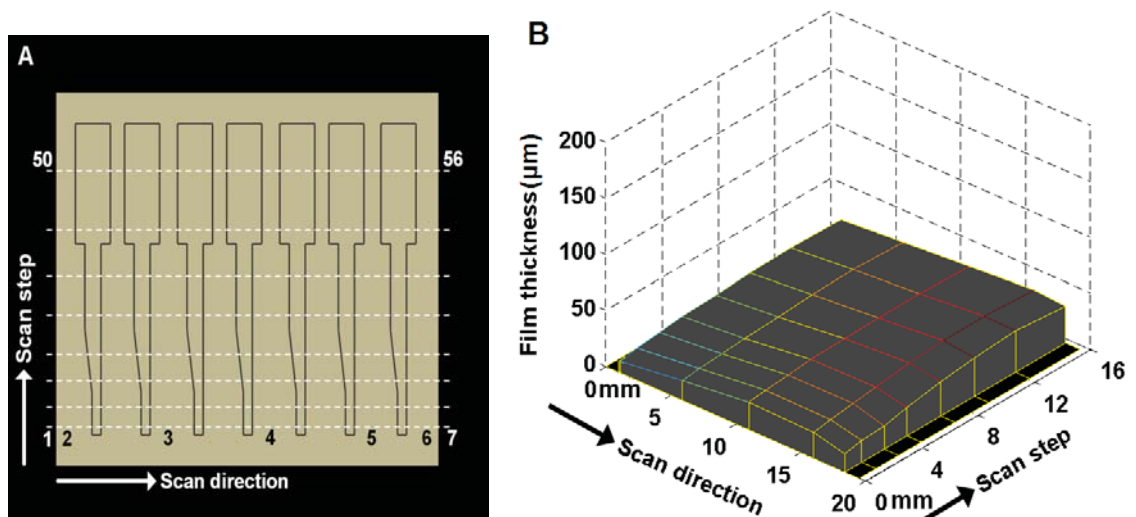 A
50 56
Scan step
1 2 3 4 5 6 7
Scan direction
B
Film thickness(µm)
200
150
100
50
0
0mm
5
10
15
20
Scan direction
0mm
4
8
12
16
Scan step